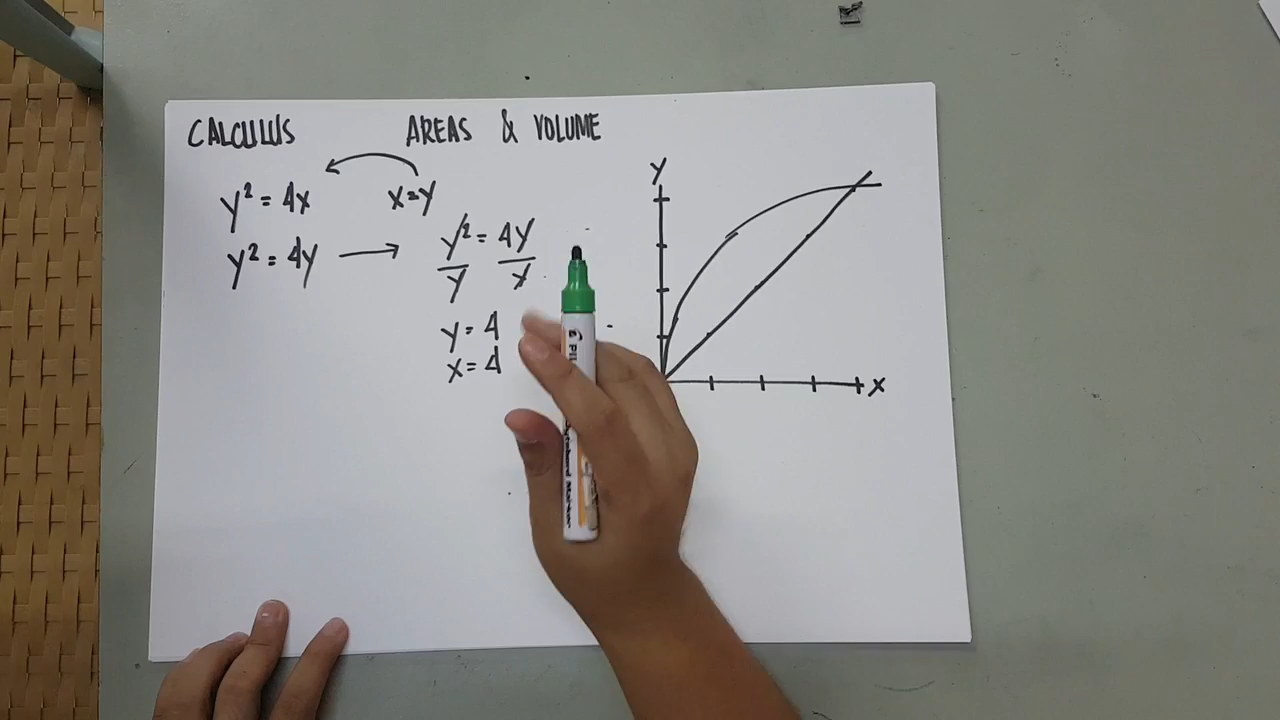 CALCULUS AREAS & VOLUME
y² = 4x x=y
y² = 4y → y²/y = 4y/y
y = 4
x = 4
Y
X